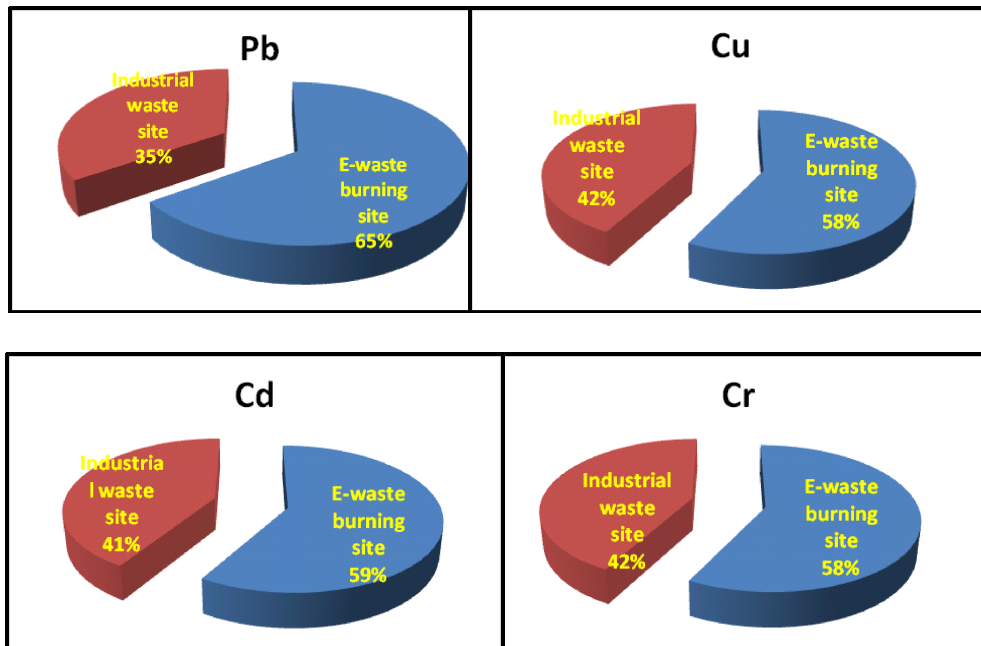 Pb
Industrial
waste
site
35%
E-waste
burning
site
65%
Cu
Industrial
waste
site
42%
E-waste
burning
site
58%
Cd
Industria
l waste
site
41%
E-waste
burning
site
59%
Cr
Industrial
waste
site
42%
E-waste
burning
site
58%